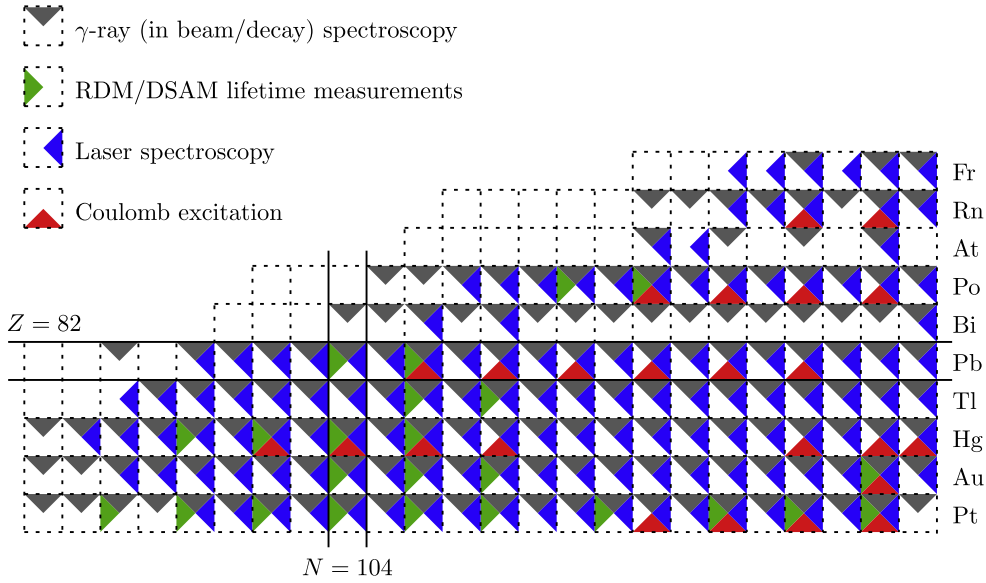 γ-ray (in beam/decay) spectroscopy
RDM/DSAM lifetime measurements
Laser spectroscopy
Coulomb excitation
Fr
Rn
At
Po
Z = 82
Bi
Pb
Tl
Hg
Au
Pt
N = 104